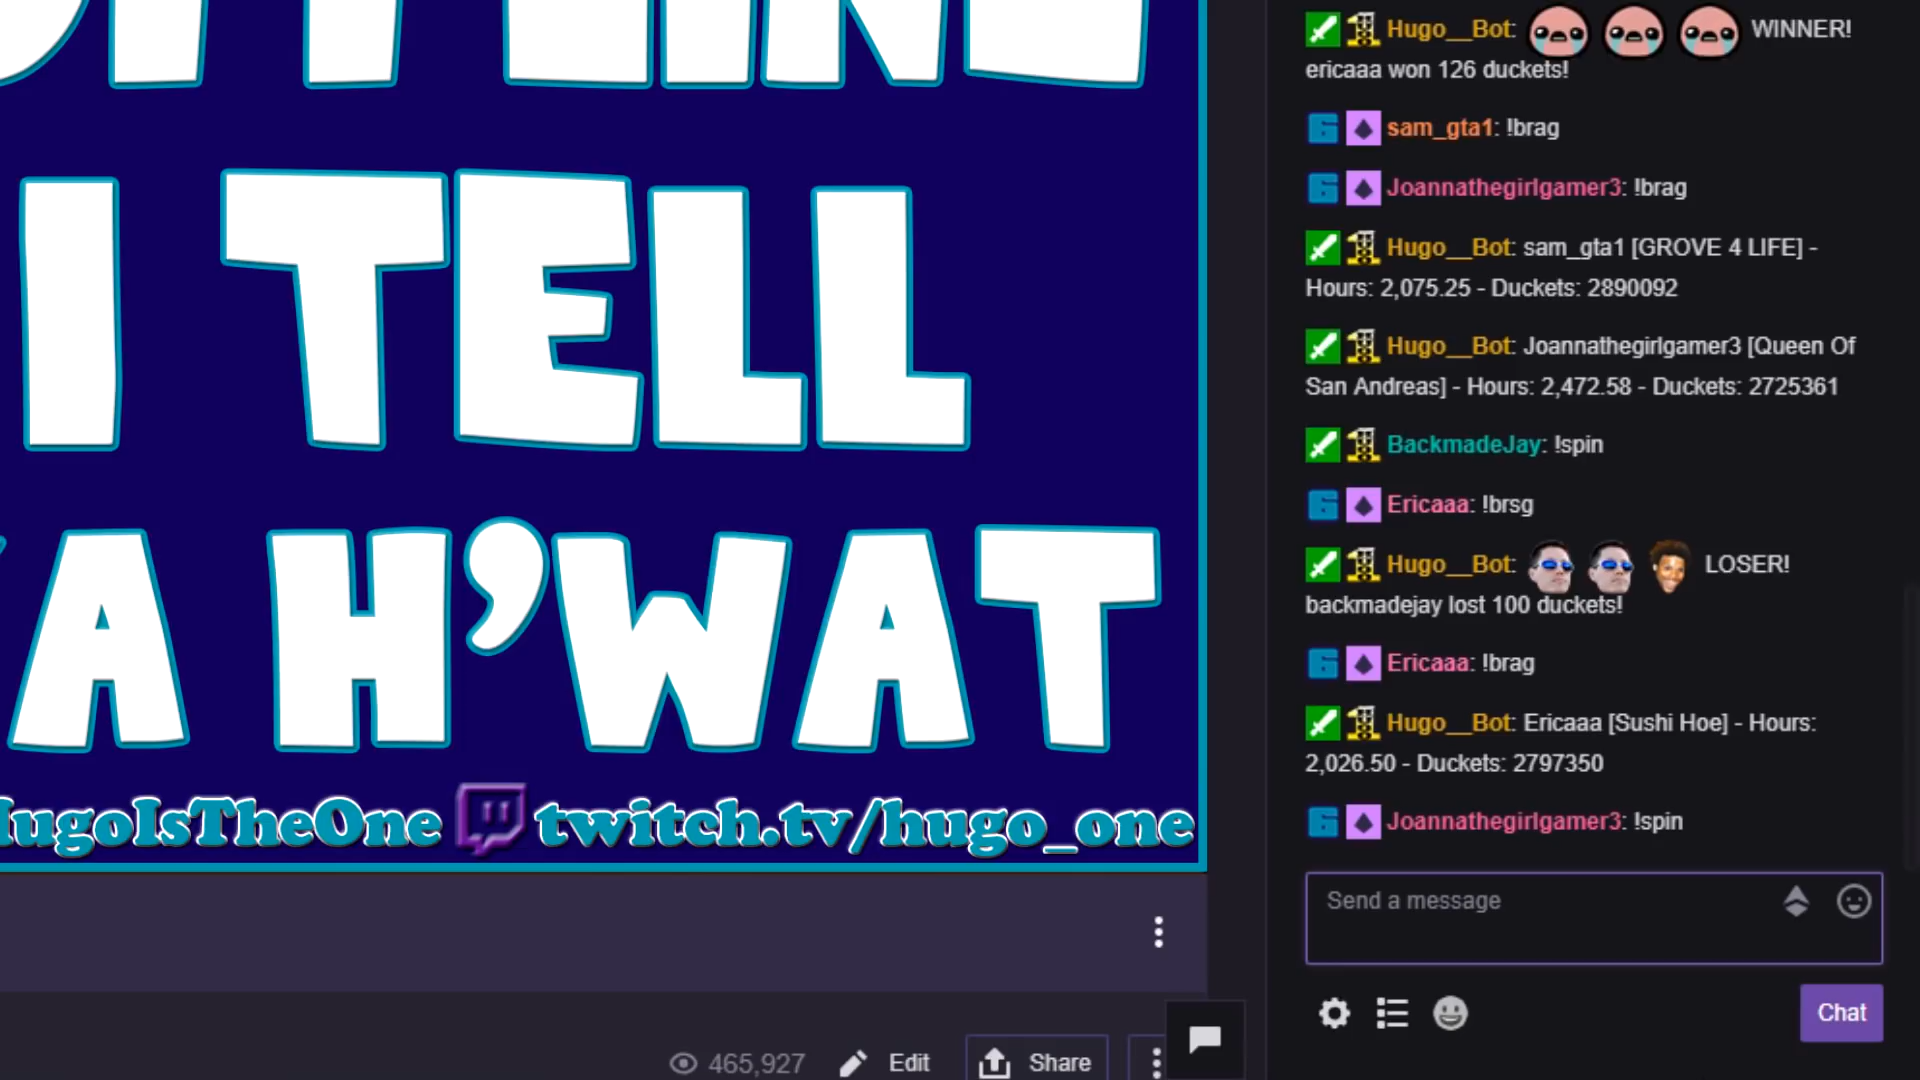 OFFLINE
I TELL
YA H'WAT
HugoIsTheOne twitch.tv/hugo_one
465,927 Edit Share
Hugo__Bot: WINNER!
ericaaa won 126 duckets!
sam_gta1: !brag
Joannathegirlgamer3: !brag
Hugo__Bot: sam_gta1 [GROVE 4 LIFE] -
Hours: 2,075.25 - Duckets: 2890092
Hugo__Bot: Joannathegirlgamer3 [Queen Of
San Andreas] - Hours: 2,472.58 - Duckets: 2725361
BackmadeJay: !spin
Ericaaa: !brsg
Hugo__Bot: LOSER!
backmadejay lost 100 duckets!
Ericaaa: !brag
Hugo__Bot: Ericaaa [Sushi Hoe] - Hours:
2,026.50 - Duckets: 2797350
Joannathegirlgamer3: !spin
Send a message
Chat